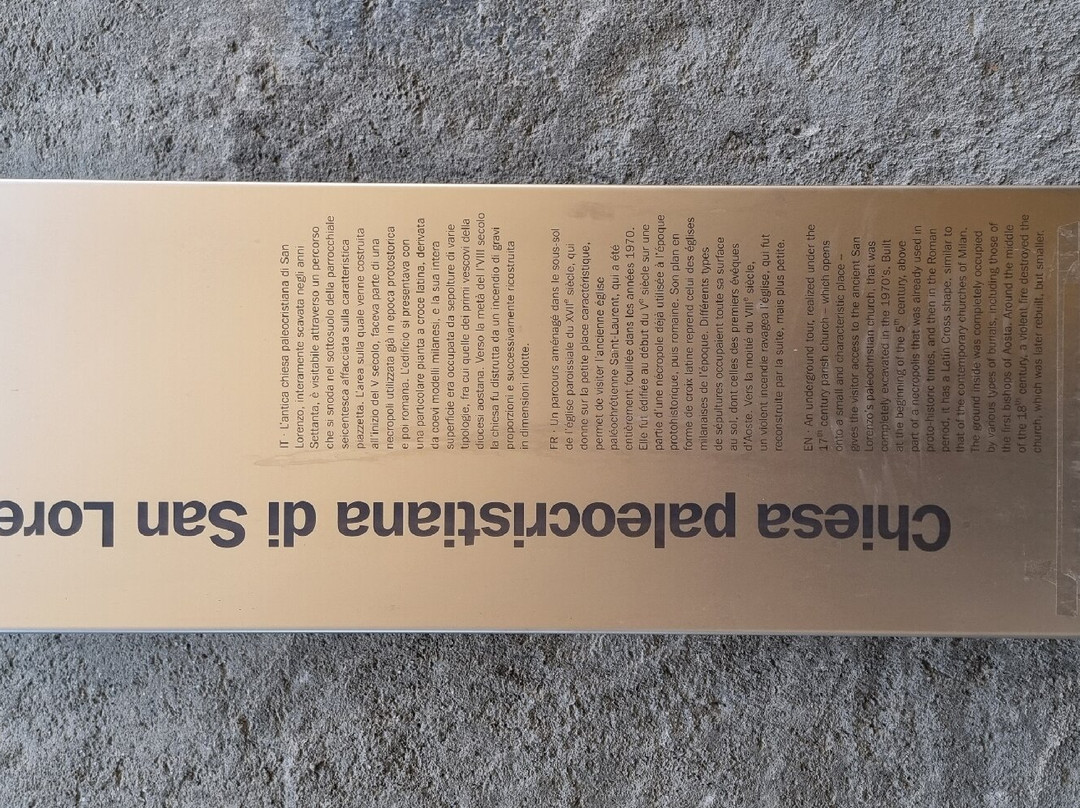 Chiesa paleocristiana di San Lore
IT · L'antica chiesa paleocristiana di San
Lorenzo, interamente scavata negli anni
Settanta, è visitabile attraverso un percorso
che si snoda nel sottosuolo della parrocchiale
seicentesca affacciata sulla caratteristica
piazzetta. L'area sulla quale venne costruita
all'inizio del V secolo, faceva parte di una
necropoli utilizzata già in epoca protostorica
e poi romana. L'edificio si presentava con
una particolare pianta a croce latina, derivata
da coevi modelli milanesi, e la sua intera
superficie era occupata da sepolture di varie
tipologie, fra cui quelle dei primi vescovi della
diocesi aostana. Verso la metà dell'VIII secolo
la chiesa fu distrutta da un incendio di gravi
proporzioni e successivamente ricostruita
in dimensioni ridotte.
FR · Un parcours aménagé dans le sous-sol
de l'église paroissiale du XVIIe siècle, qui
donne sur la petite place caractéristique,
permet de visiter l'ancienne église
paléochrétienne Saint-Laurent, qui a été
entièrement fouillée dans les années 1970.
Elle fut édifiée au début du Ve siècle sur une
partie d'une nécropole déjà utilisée à l'époque
protohistorique, puis romaine. Son plan en
forme de croix latine reprend celui des églises
milanaises de l'époque. Différents types
de sépultures occupaient toute sa surface
au sol, dont celles des premiers évêques
d'Aoste. Vers la moitié du VIIIe siècle,
un violent incendie ravagea l'église, qui fut
reconstruite par la suite, mais plus petite.
EN · An underground tour, realized under the
17th century parish church – which opens
onto a small and characteristic place –
gives the visitor access to the ancient San
Lorenzo's paleochristian church, that was
completely excavated in the 1970's. Built
at the beginning of the 5th century, above
part of a necropolis that was already used in
proto-historic times, and then in the Roman
period, it has a Latin Cross shape, similar to
that of the contemporary churches of Milan.
The ground inside was completely occupied
by various types of burials, including those of
the first bishops of Aosta. Around the middle
of the 18th century, a violent fire destroyed the
church, which was later rebuilt, but smaller.